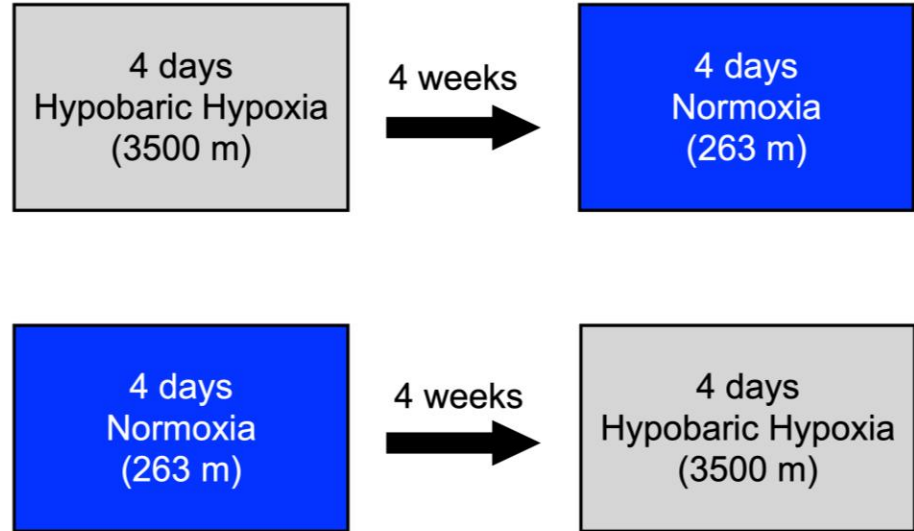 4 days
Hypobaric Hypoxia
(3500 m)
4 weeks
4 days
Normoxia
(263 m)
4 days
Normoxia
(263 m)
4 weeks
4 days
Hypobaric Hypoxia
(3500 m)